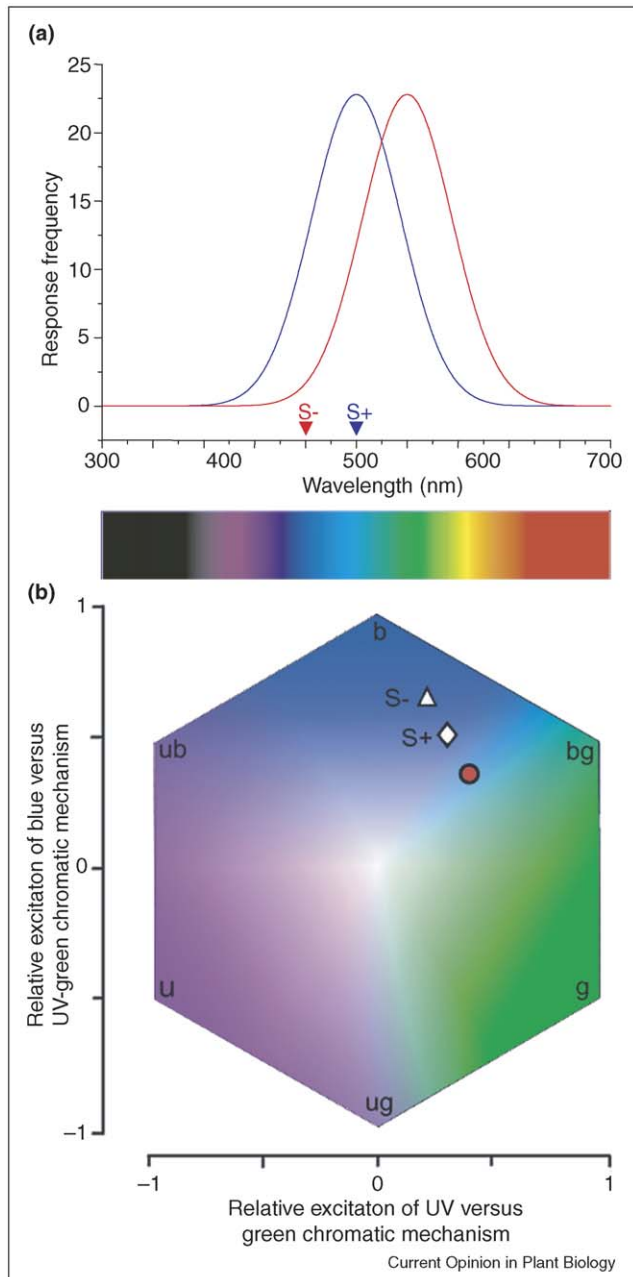 (a)
25
20
15
10
5
0
Response frequency
S- S+
300 400 500 600 700
Wavelength (nm)
(b)
1
0
–1
Relative excitaton of blue versus
UV-green chromatic mechanism
b
S-
S+
ub bg
u g
ug
–1 0 1
Relative excitaton of UV versus
green chromatic mechanism
Current Opinion in Plant Biology